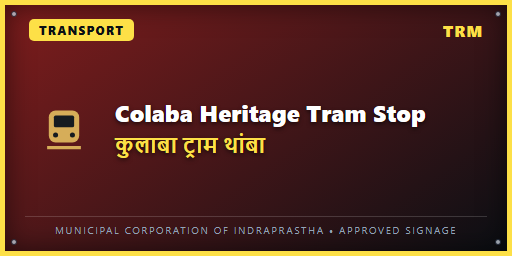 TRANSPORT
TRM
Colaba Heritage Tram Stop
कुलाबा ट्राम थांबा
MUNICIPAL CORPORATION OF INDRAPRASTHA • APPROVED SIGNAGE